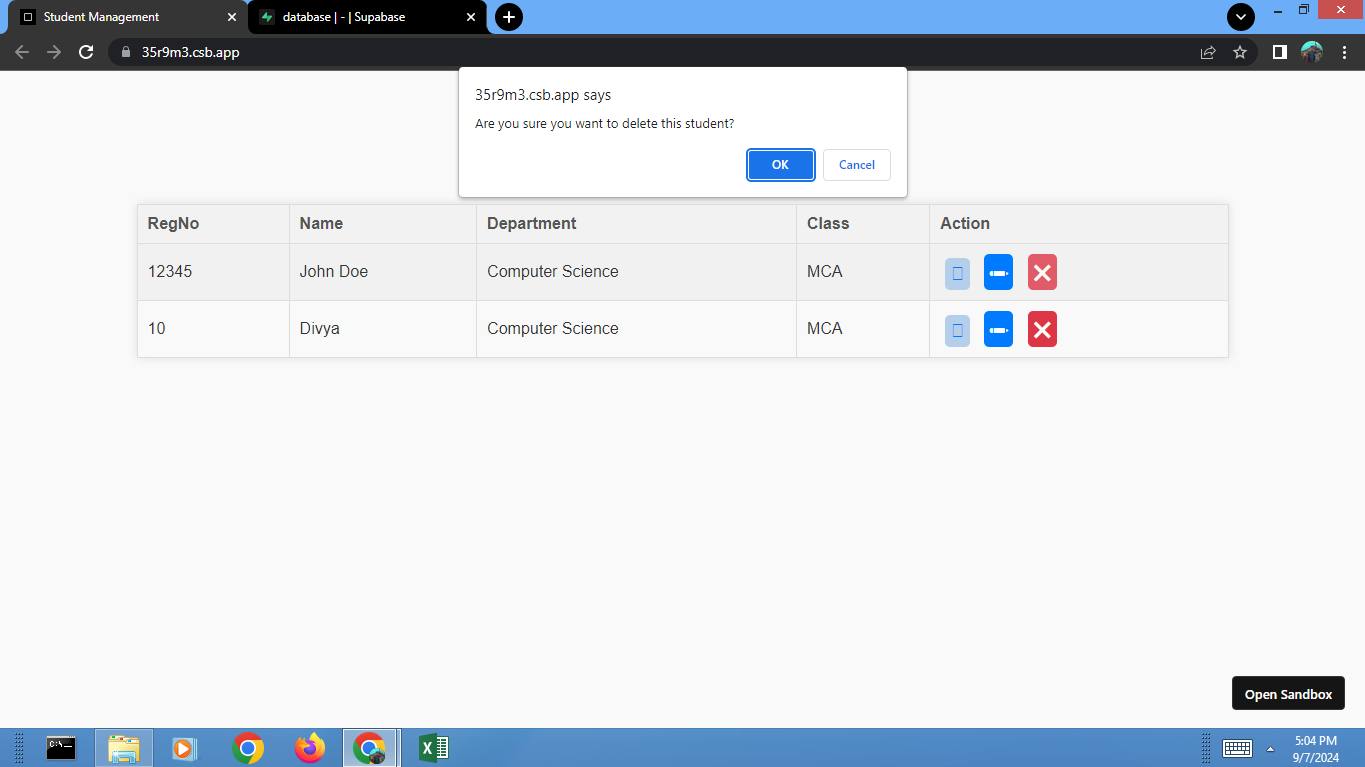 Student Management
database | - | Supabase
35r9m3.csb.app
35r9m3.csb.app says
Are you sure you want to delete this student?
OK Cancel
RegNo Name Department Class Action
12345 John Doe Computer Science MCA
10 Divya Computer Science MCA
Open Sandbox
C:\
5:04 PM
9/7/2024